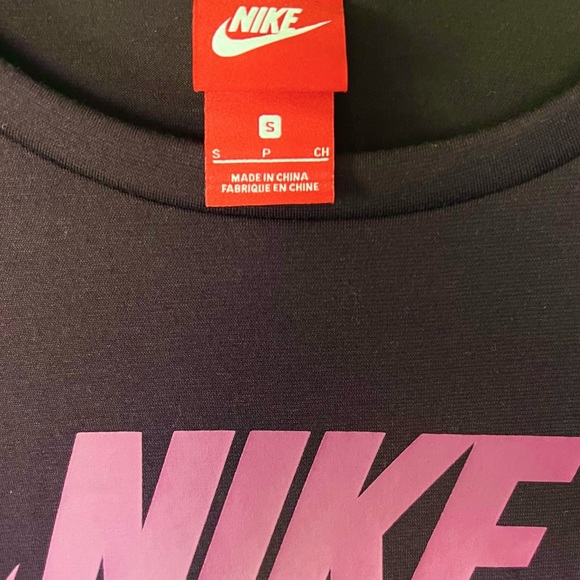 NIKE
S
S P CH
MADE IN CHINA
FABRIQUE EN CHINE
NIKE